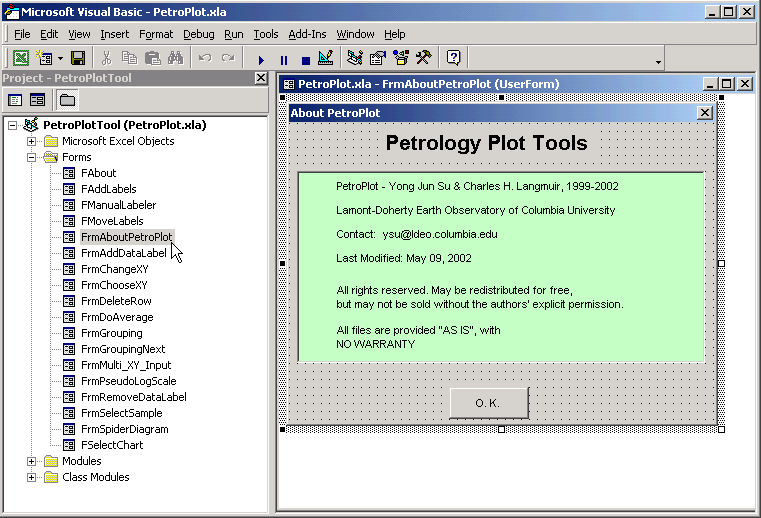 Microsoft Visual Basic - PetroPlot.xla
File Edit View Insert Format Debug Run Tools Add-Ins Window Help
Project - PetroPlotTool
PetroPlotTool (PetroPlot.xla)
Microsoft Excel Objects
Forms
FAbout
FAddLabels
FManualLabeler
FMoveLabels
FrmAboutPetroPlot
FrmAddDataLabel
FrmChangeXY
FrmChooseXY
FrmDeleteRow
FrmDoAverage
FrmGrouping
FrmGroupingNext
FrmMulti_XY_Input
FrmPseudoLogScale
FrmRemoveDataLabel
FrmSelectSample
FrmSpiderDiagram
FSelectChart
Modules
Class Modules
PetroPlot.xla - FrmAboutPetroPlot (UserForm)
About PetroPlot
Petrology Plot Tools
PetroPlot - Yong Jun Su & Charles H. Langmuir, 1999-2002
Lamont-Doherty Earth Observatory of Columbia University
Contact: ysu@ldeo.columbia.edu
Last Modified: May 09, 2002
All rights reserved. May be redistributed for free,
but may not be sold without the authors' explicit permission.
All files are provided "AS IS", with
NO WARRANTY
O.K.